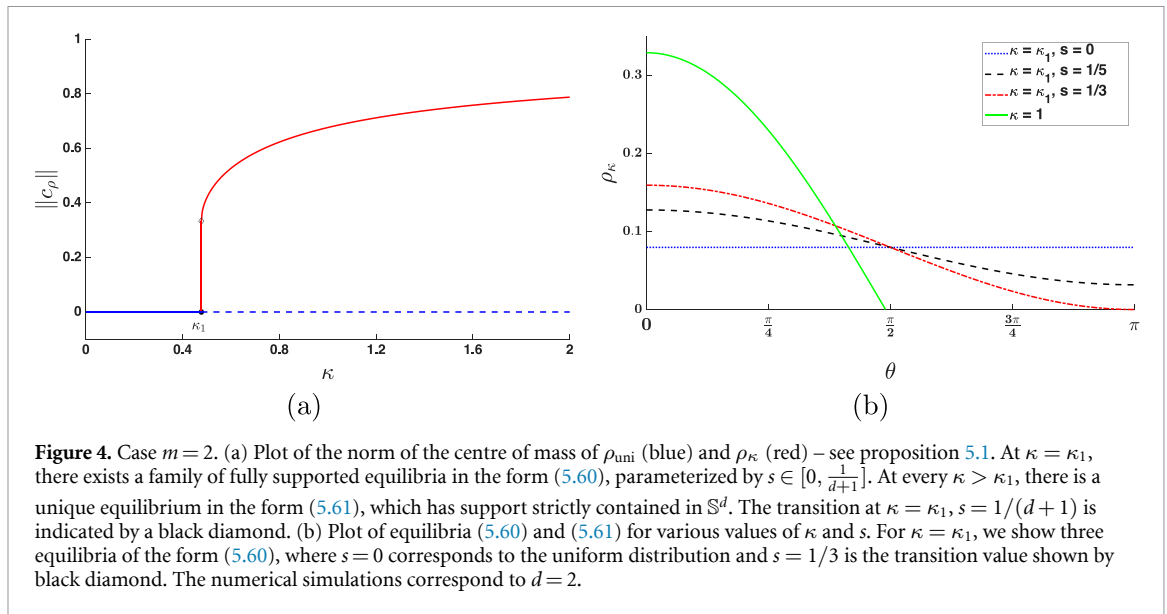 1
0.8
0.6
0.4
0.2
0
‖c_ρ‖
κ₁
0 0.4 0.8 1.2 1.6 2
κ
(a)
0.3
0.2
0.1
0
ρ_κ
κ = κ₁, s = 0
κ = κ₁, s = 1/5
κ = κ₁, s = 1/3
κ = 1
0 π/4 π/2 3π/4 π
θ
(b)
Figure 4. Case m = 2. (a) Plot of the norm of the centre of mass of ρ_uni (blue) and ρ_κ (red) – see proposition 5.1. At κ = κ₁,
there exists a family of fully supported equilibria in the form (5.60), parameterized by s ∈ [0, 1/(d+1)]. At every κ > κ₁, there is a
unique equilibrium in the form (5.61), which has support strictly contained in 𝕊^d. The transition at κ = κ₁, s = 1/(d + 1) is
indicated by a black diamond. (b) Plot of equilibria (5.60) and (5.61) for various values of κ and s. For κ = κ₁, we show three
equilibria of the form (5.60), where s = 0 corresponds to the uniform distribution and s = 1/3 is the transition value shown by
black diamond. The numerical simulations correspond to d = 2.